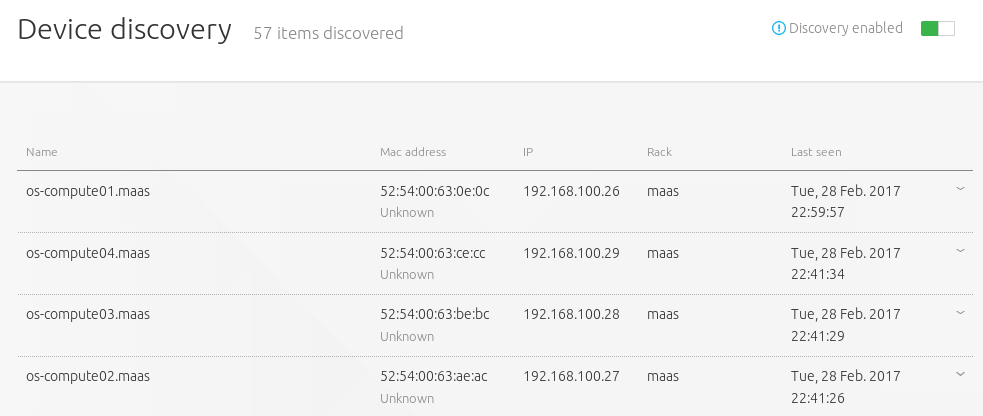 Device discovery 57 items discovered Discovery enabled
Name Mac address IP Rack Last seen
os-compute01.maas 52:54:00:63:0e:0c 192.168.100.26 maas Tue, 28 Feb. 2017
Unknown 22:59:57
os-compute04.maas 52:54:00:63:ce:cc 192.168.100.29 maas Tue, 28 Feb. 2017
Unknown 22:41:34
os-compute03.maas 52:54:00:63:be:bc 192.168.100.28 maas Tue, 28 Feb. 2017
Unknown 22:41:29
os-compute02.maas 52:54:00:63:ae:ac 192.168.100.27 maas Tue, 28 Feb. 2017
Unknown 22:41:26